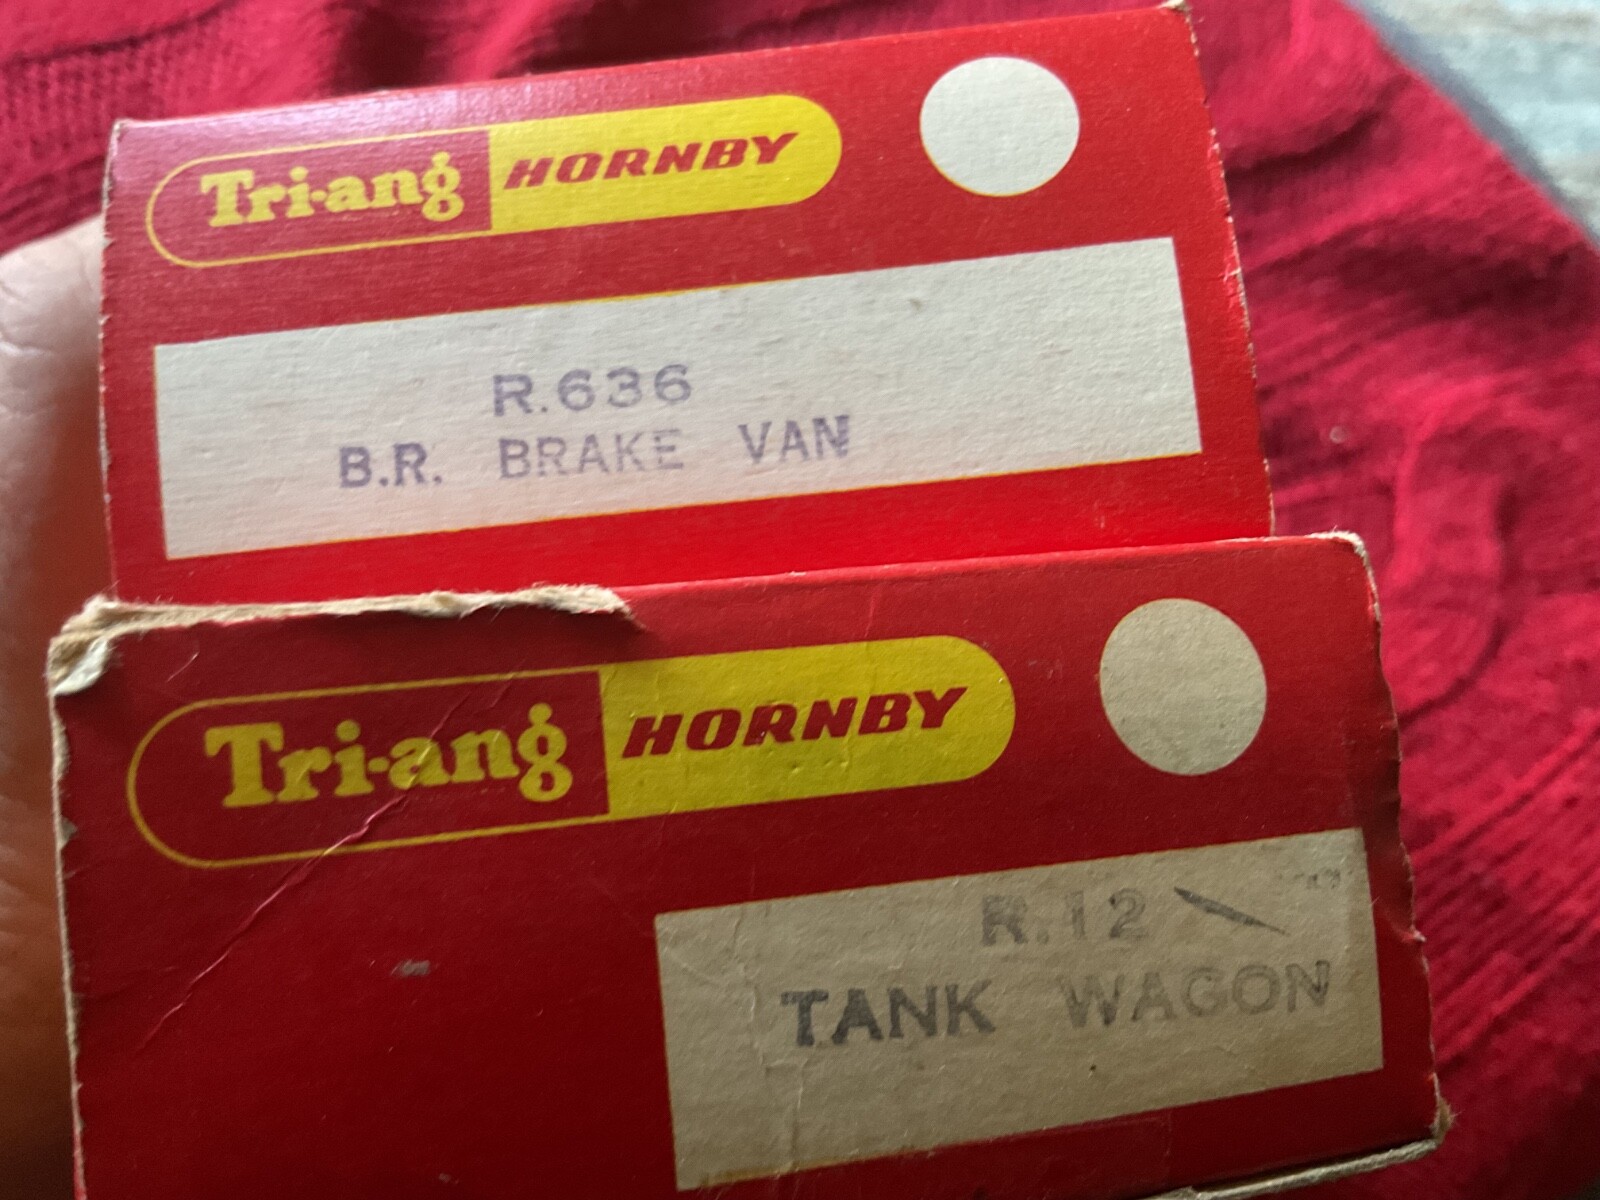 Tri-ang HORNBY
R.636
B.R. BRAKE VAN
Tri-ang HORNBY
R.12
TANK WAGON